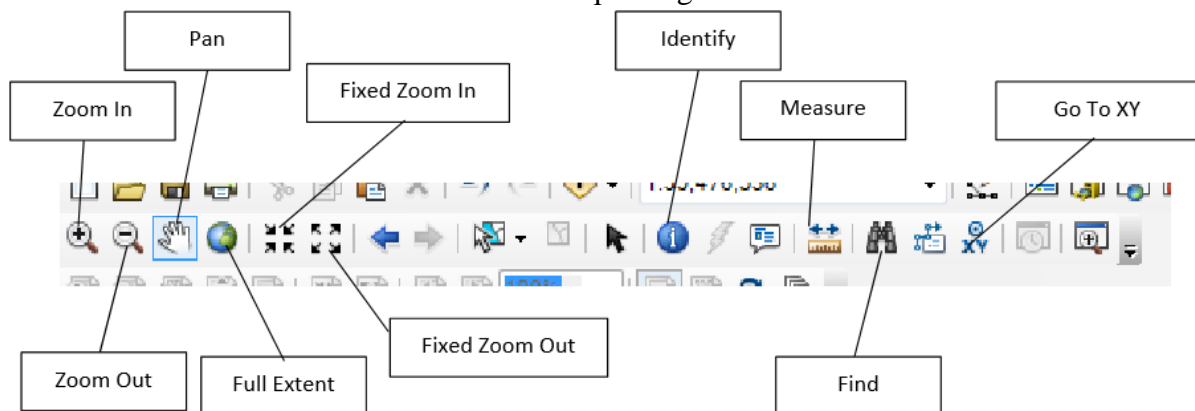 Pan
Identify
Fixed Zoom In
Zoom In
Measure
Go To XY
XY
Fixed Zoom Out
Zoom Out
Full Extent
Find